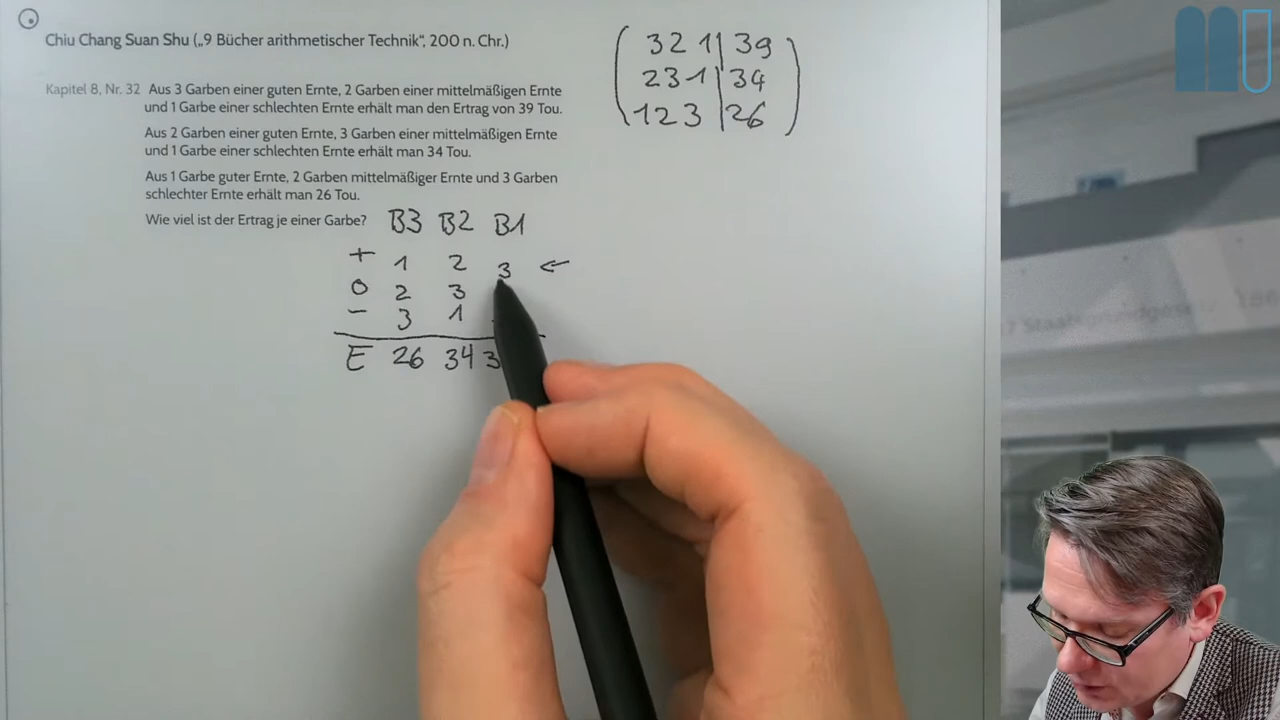 Chiu Chang Suan Shu („9 Bücher arithmetischer Technik“, 200 n. Chr.)
Kapitel 8, Nr. 32 Aus 3 Garben einer guten Ernte, 2 Garben einer mittelmäßigen Ernte
und 1 Garbe einer schlechten Ernte erhält man den Ertrag von 39 Tou.
Aus 2 Garben einer guten Ernte, 3 Garben einer mittelmäßigen Ernte
und 1 Garbe einer schlechten Ernte erhält man 34 Tou.
Aus 1 Garbe guter Ernte, 2 Garben mittelmäßiger Ernte und 3 Garben
schlechter Ernte erhält man 26 Tou.
Wie viel ist der Ertrag je einer Garbe?
B3 B2 B1
+ 1 2 3 ←
0 2 3
- 3 1
E 26 34 3
3 2 1 | 39
2 3 1 | 34
1 2 3 | 26